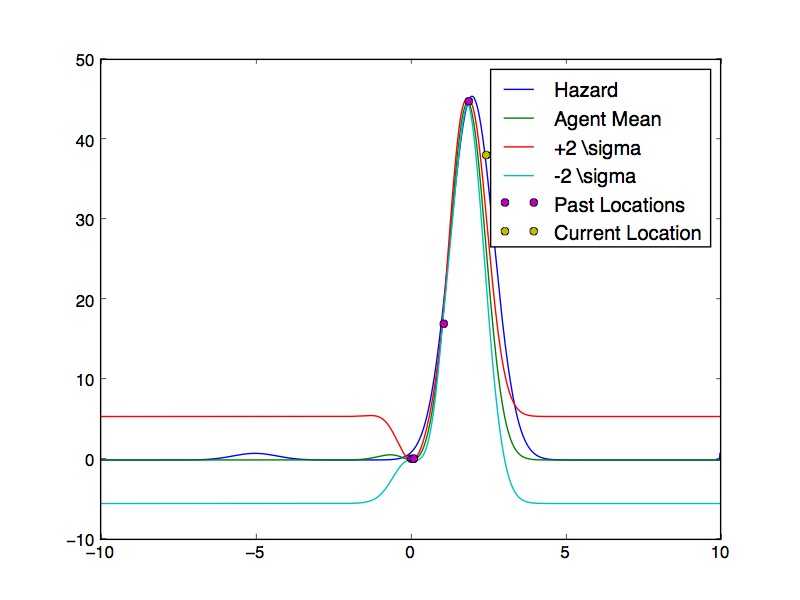 50
40
30
20
10
0
−10
−10
−5
0
5
10
Hazard
Agent Mean
+2 \sigma
-2 \sigma
Past Locations
Current Location